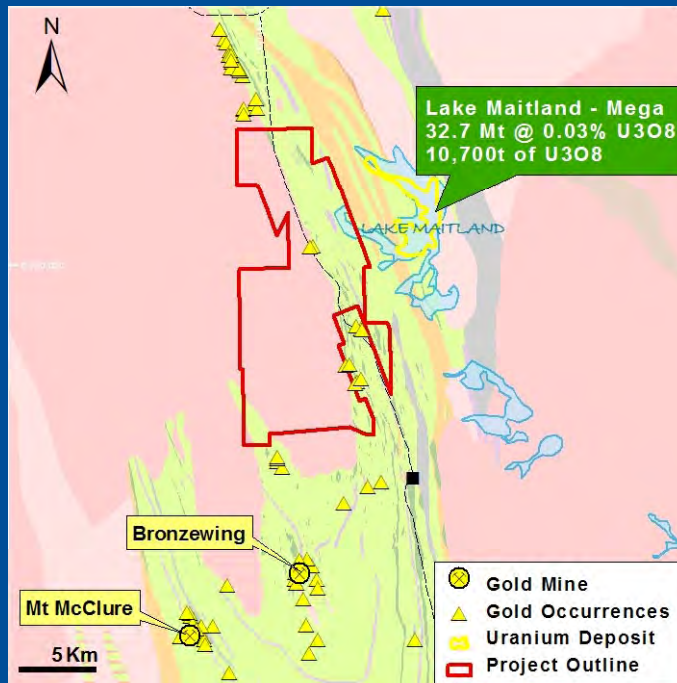 N
Lake Maitland - Mega
32.7 Mt @ 0.03% U3O8
10,700t of U3O8
LAKE MAITLAND
Bronzewing
Mt McClure
5 Km
Gold Mine
Gold Occurrences
Uranium Deposit
Project Outline